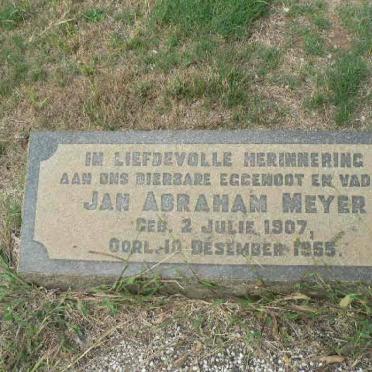 IN LIEFDEVOLLE HERINNERING
AAN ONS DIERBARE EGGENOOT EN VAD
JAN ABRAHAM MEYER
GEB. 2 JULIE 1907,
OORL. 10 DESEMBER 1965.